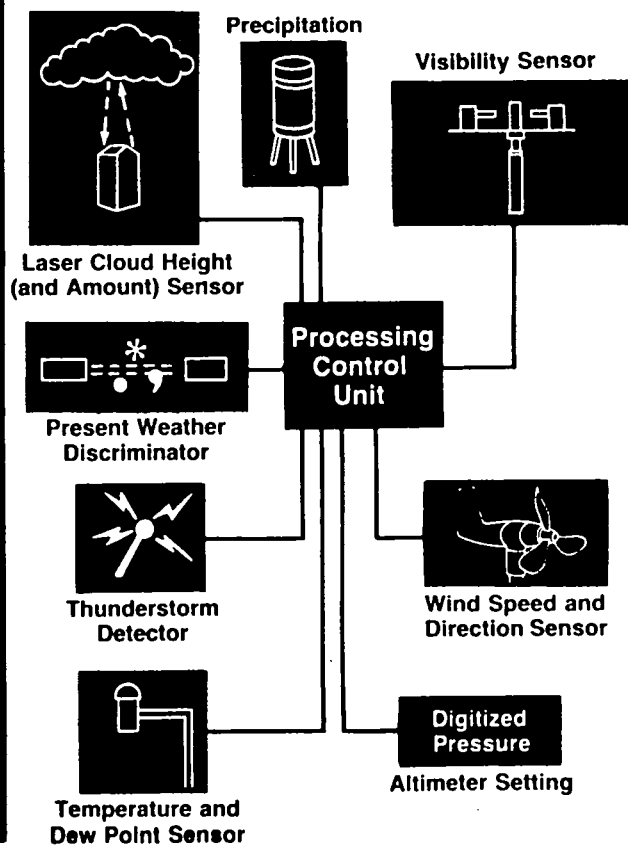 Precipitation
Visibility Sensor
Laser Cloud Height
(and Amount) Sensor
Processing
Control
Unit
Present Weather
Discriminator
Thunderstorm
Detector
Wind Speed and
Direction Sensor
Digitized
Pressure
Altimeter Setting
Temperature and
Dew Point Sensor